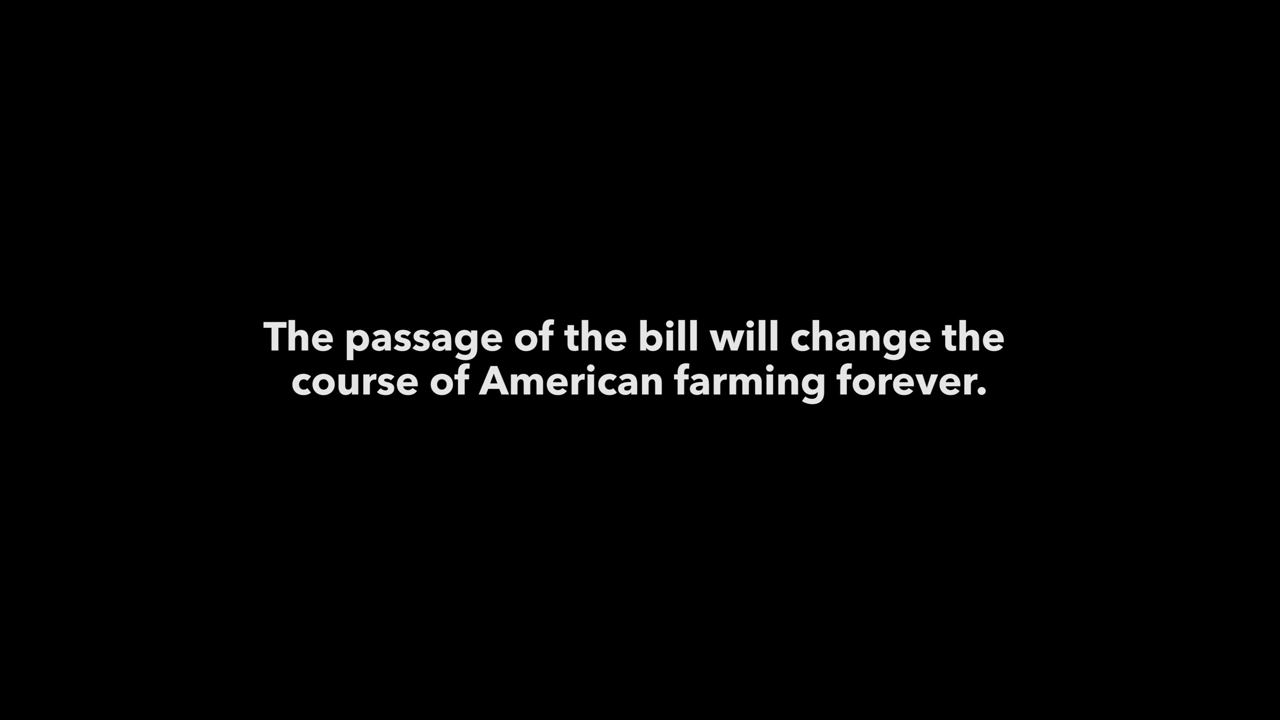 The passage of the bill will change the
course of American farming forever.